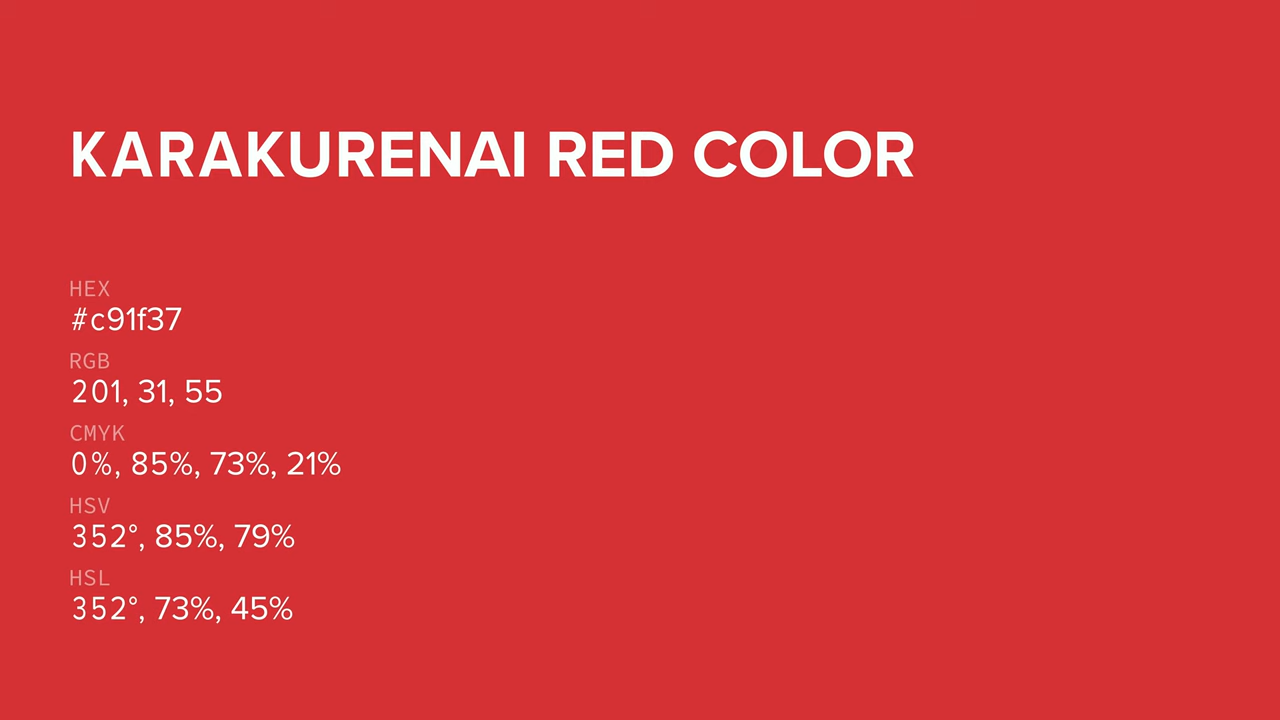 KARAKURENAI RED COLOR
HEX
#c91f37
RGB
201, 31, 55
CMYK
0%, 85%, 73%, 21%
HSV
352°, 85%, 79%
HSL
352°, 73%, 45%